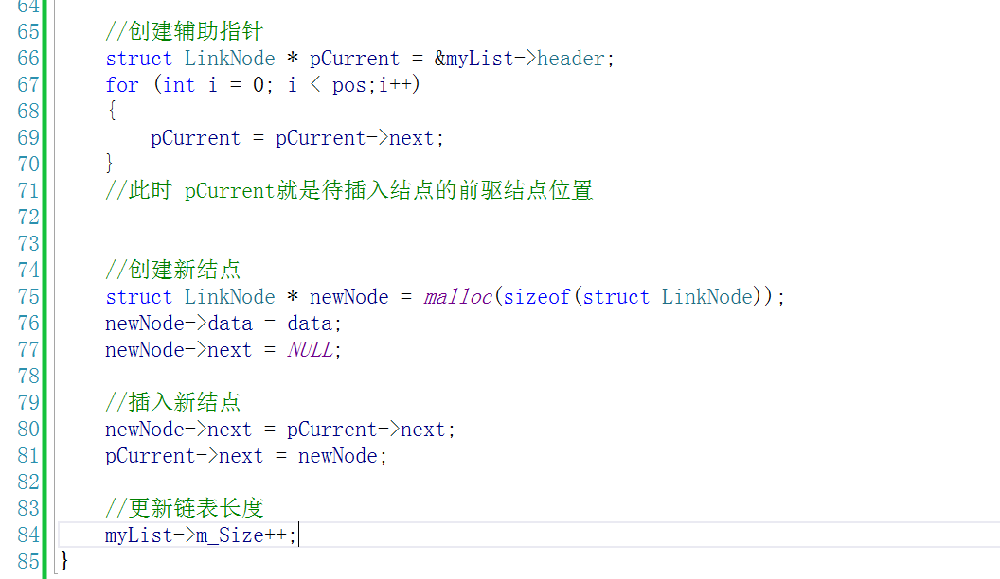 64
65 //创建辅助指针
66 struct LinkNode * pCurrent = &myList->header;
67 for (int i = 0; i < pos;i++)
68 {
69 pCurrent = pCurrent->next;
70 }
71 //此时 pCurrent就是待插入结点的前驱结点位置
72
73
74 //创建新结点
75 struct LinkNode * newNode = malloc(sizeof(struct LinkNode));
76 newNode->data = data;
77 newNode->next = NULL;
78
79 //插入新结点
80 newNode->next = pCurrent->next;
81 pCurrent->next = newNode;
82
83 //更新链表长度
84 myList->m_Size++;
85 }